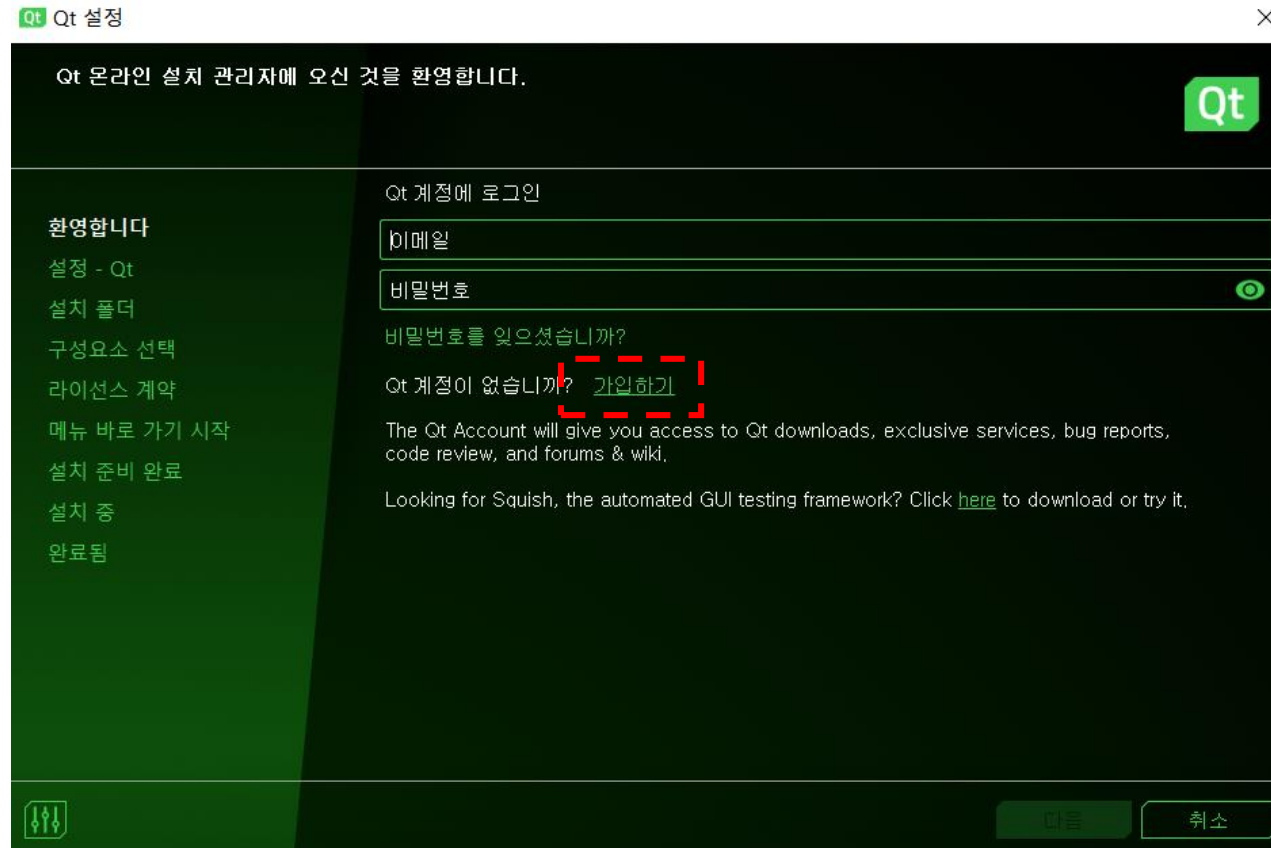 Qt Qt 설정
Qt 온라인 설치 관리자에 오신 것을 환영합니다.
Qt
환영합니다
설정 - Qt
설치 폴더
구성요소 선택
라이선스 계약
메뉴 바로 가기 시작
설치 준비 완료
설치 중
완료됨
Qt 계정에 로그인
이메일
비밀번호
비밀번호를 잊으셨습니까?
Qt 계정이 없습니까? 가입하기
The Qt Account will give you access to Qt downloads, exclusive services, bug reports,
code review, and forums & wiki.
Looking for Squish, the automated GUI testing framework? Click here to download or try it.
다음 취소